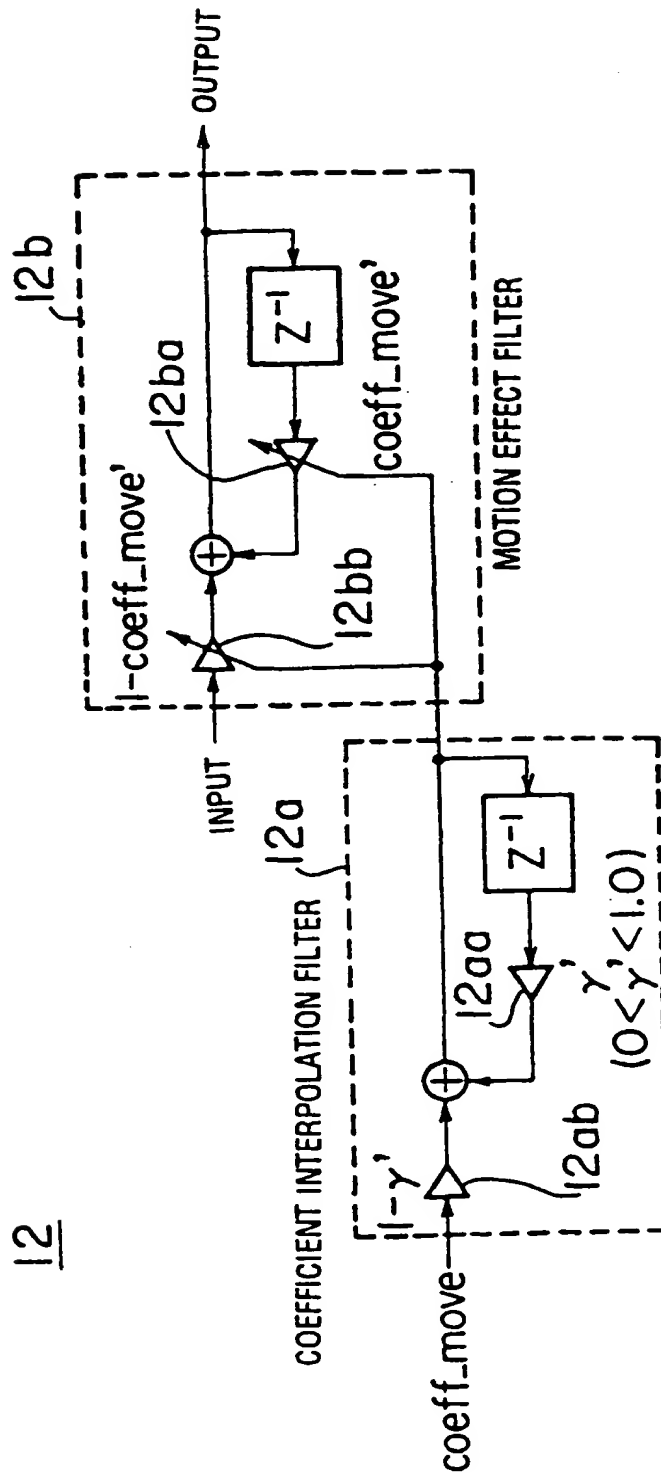 12
12b
1-coeff_move'
12ba
OUTPUT
Z⁻¹
INPUT
12bb
coeff_move'
MOTION EFFECT FILTER
COEFFICIENT INTERPOLATION FILTER
12a
1-γ'
12aa
Z⁻¹
coeff_move
12ab
γ'
(0<γ'<1.0)